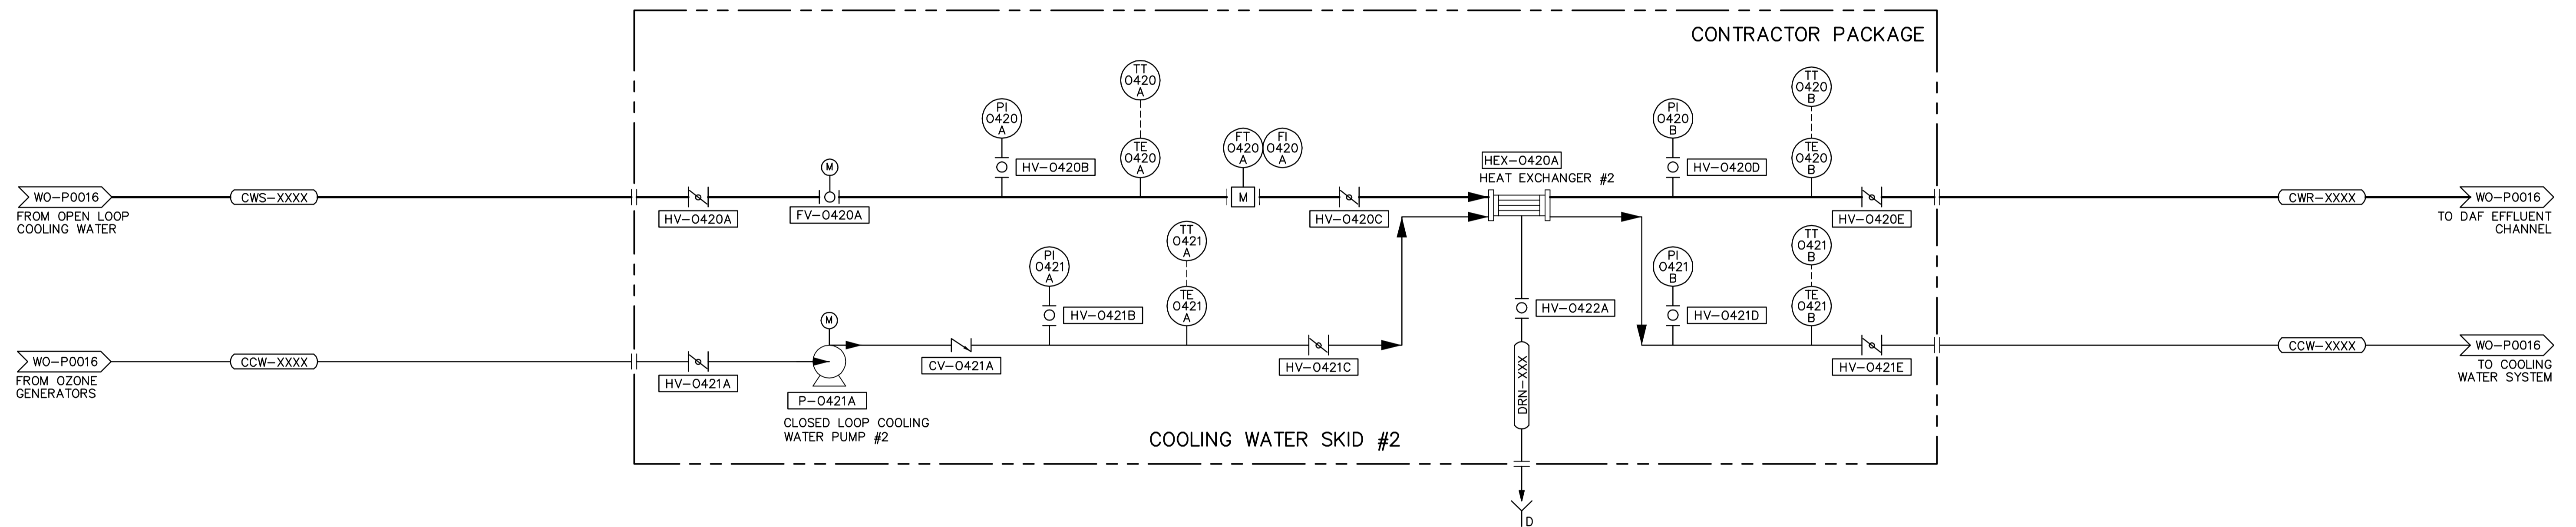 CONTRACTOR PACKAGE
TT
0420
A
TT
0420
B
PI
0420
A
PI
0420
B
FT
0420
A
FI
0420
A
TE
0420
A
TE
0420
B
M
HV-0420B
HEX-0420A
HEAT EXCHANGER #2
HV-0420D
WO-P0016
FROM OPEN LOOP
COOLING WATER
CWS-XXXX
HV-0420A
FV-0420A
M
HV-0420C
HV-0420E
CWR-XXXX
WO-P0016
TO DAF EFFLUENT
CHANNEL
TT
0421
A
TT
0421
B
PI
0421
A
PI
0421
B
TE
0421
A
TE
0421
B
M
HV-0421B
HV-0422A
HV-0421D
WO-P0016
FROM OZONE
GENERATORS
CCW-XXXX
HV-0421A
P-0421A
CLOSED LOOP COOLING
WATER PUMP #2
CV-0421A
HV-0421C
DRN-XXX
HV-0421E
CCW-XXXX
WO-P0016
TO COOLING
WATER SYSTEM
COOLING WATER SKID #2
D